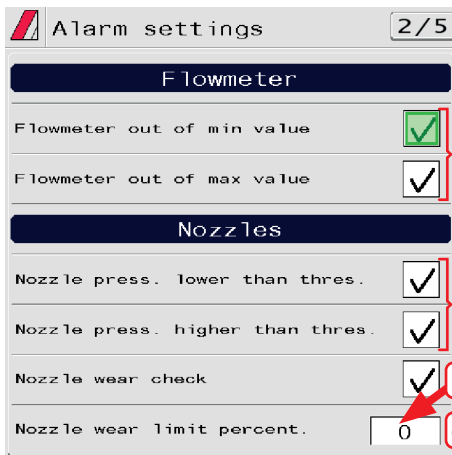 Alarm settings 2/5
Flowmeter
Flowmeter out of min value
Flowmeter out of max value
Nozzles
Nozzle press. lower than thres.
Nozzle press. higher than thres.
Nozzle wear check
Nozzle wear limit percent. 0